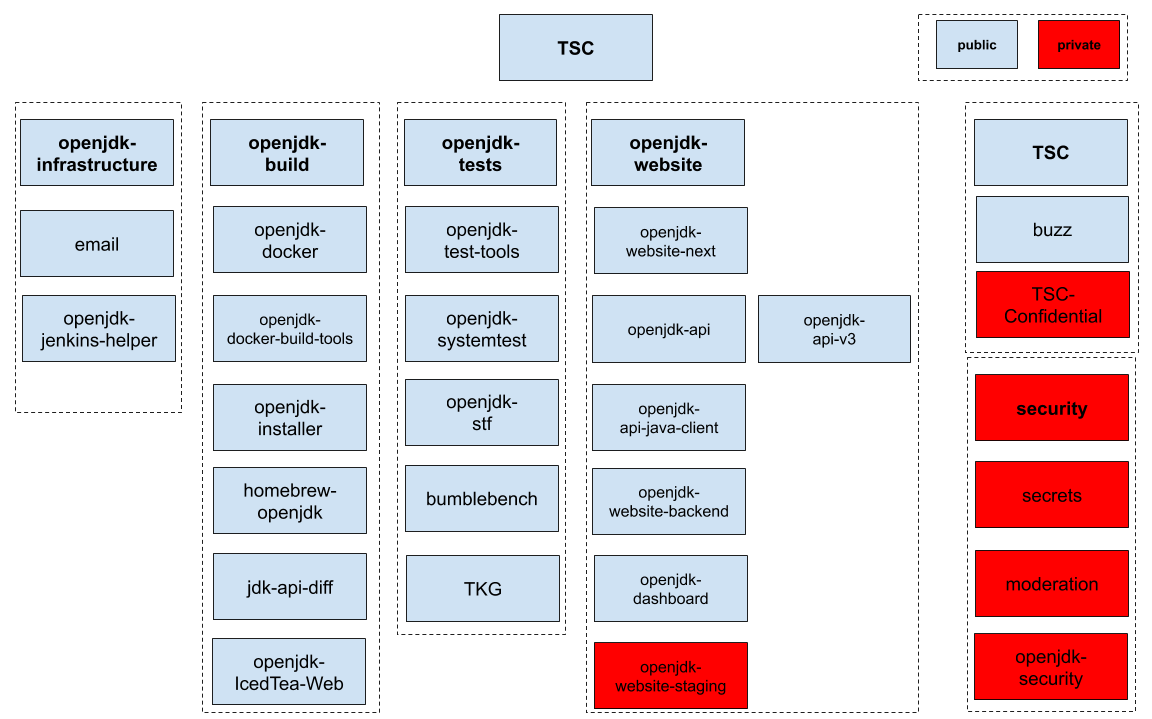 TSC
public
private
openjdk-
infrastructure
email
openjdk-
jenkins-helper
openjdk-
build
openjdk-
docker
openjdk-
docker-build-tools
openjdk-
installer
homebrew-
openjdk
jdk-api-diff
openjdk-
IcedTea-Web
openjdk-
tests
openjdk-
test-tools
openjdk-
systemtest
openjdk-
stf
bumblebench
TKG
openjdk-
website
openjdk-
website-next
openjdk-api
openjdk-
api-v3
openjdk-
api-java-client
openjdk-
website-backend
openjdk-
dashboard
openjdk-
website-staging
TSC
buzz
TSC-
Confidential
security
secrets
moderation
openjdk-
security